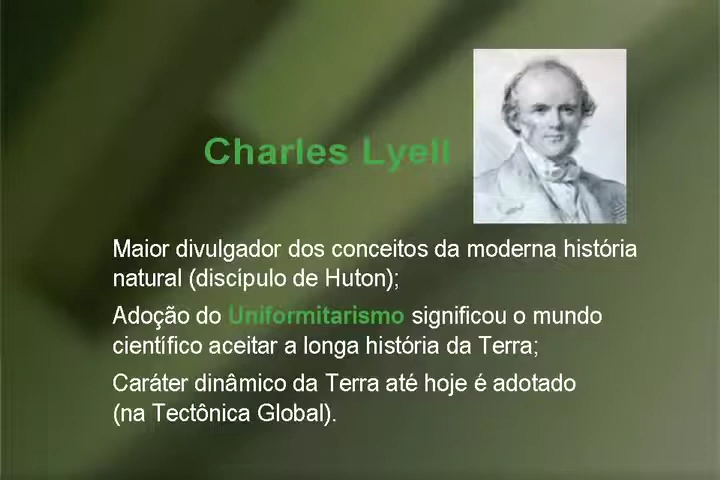 Charles Lyell
Maior divulgador dos conceitos da moderna história
natural (discípulo de Huton);
Adoção do Uniformitarismo significou o mundo
científico aceitar a longa história da Terra;
Caráter dinâmico da Terra até hoje é adotado
(na Tectônica Global).